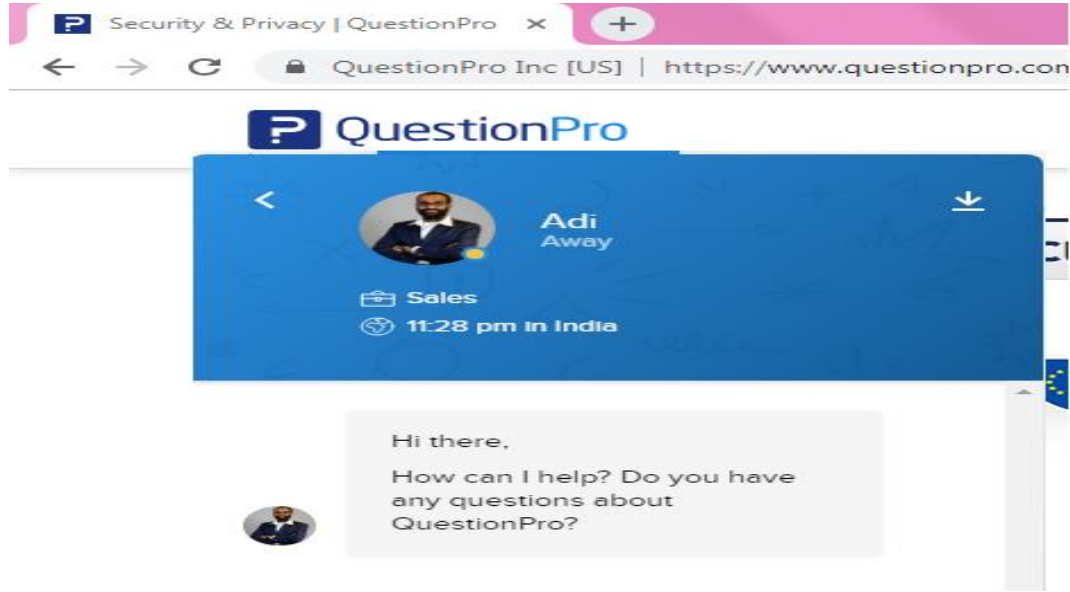 Security & Privacy | QuestionPro
QuestionPro Inc [US] | https://www.questionpro.com
QuestionPro
Adi
Away
Sales
11:28 pm in India
Hi there,
How can I help? Do you have
any questions about
QuestionPro?